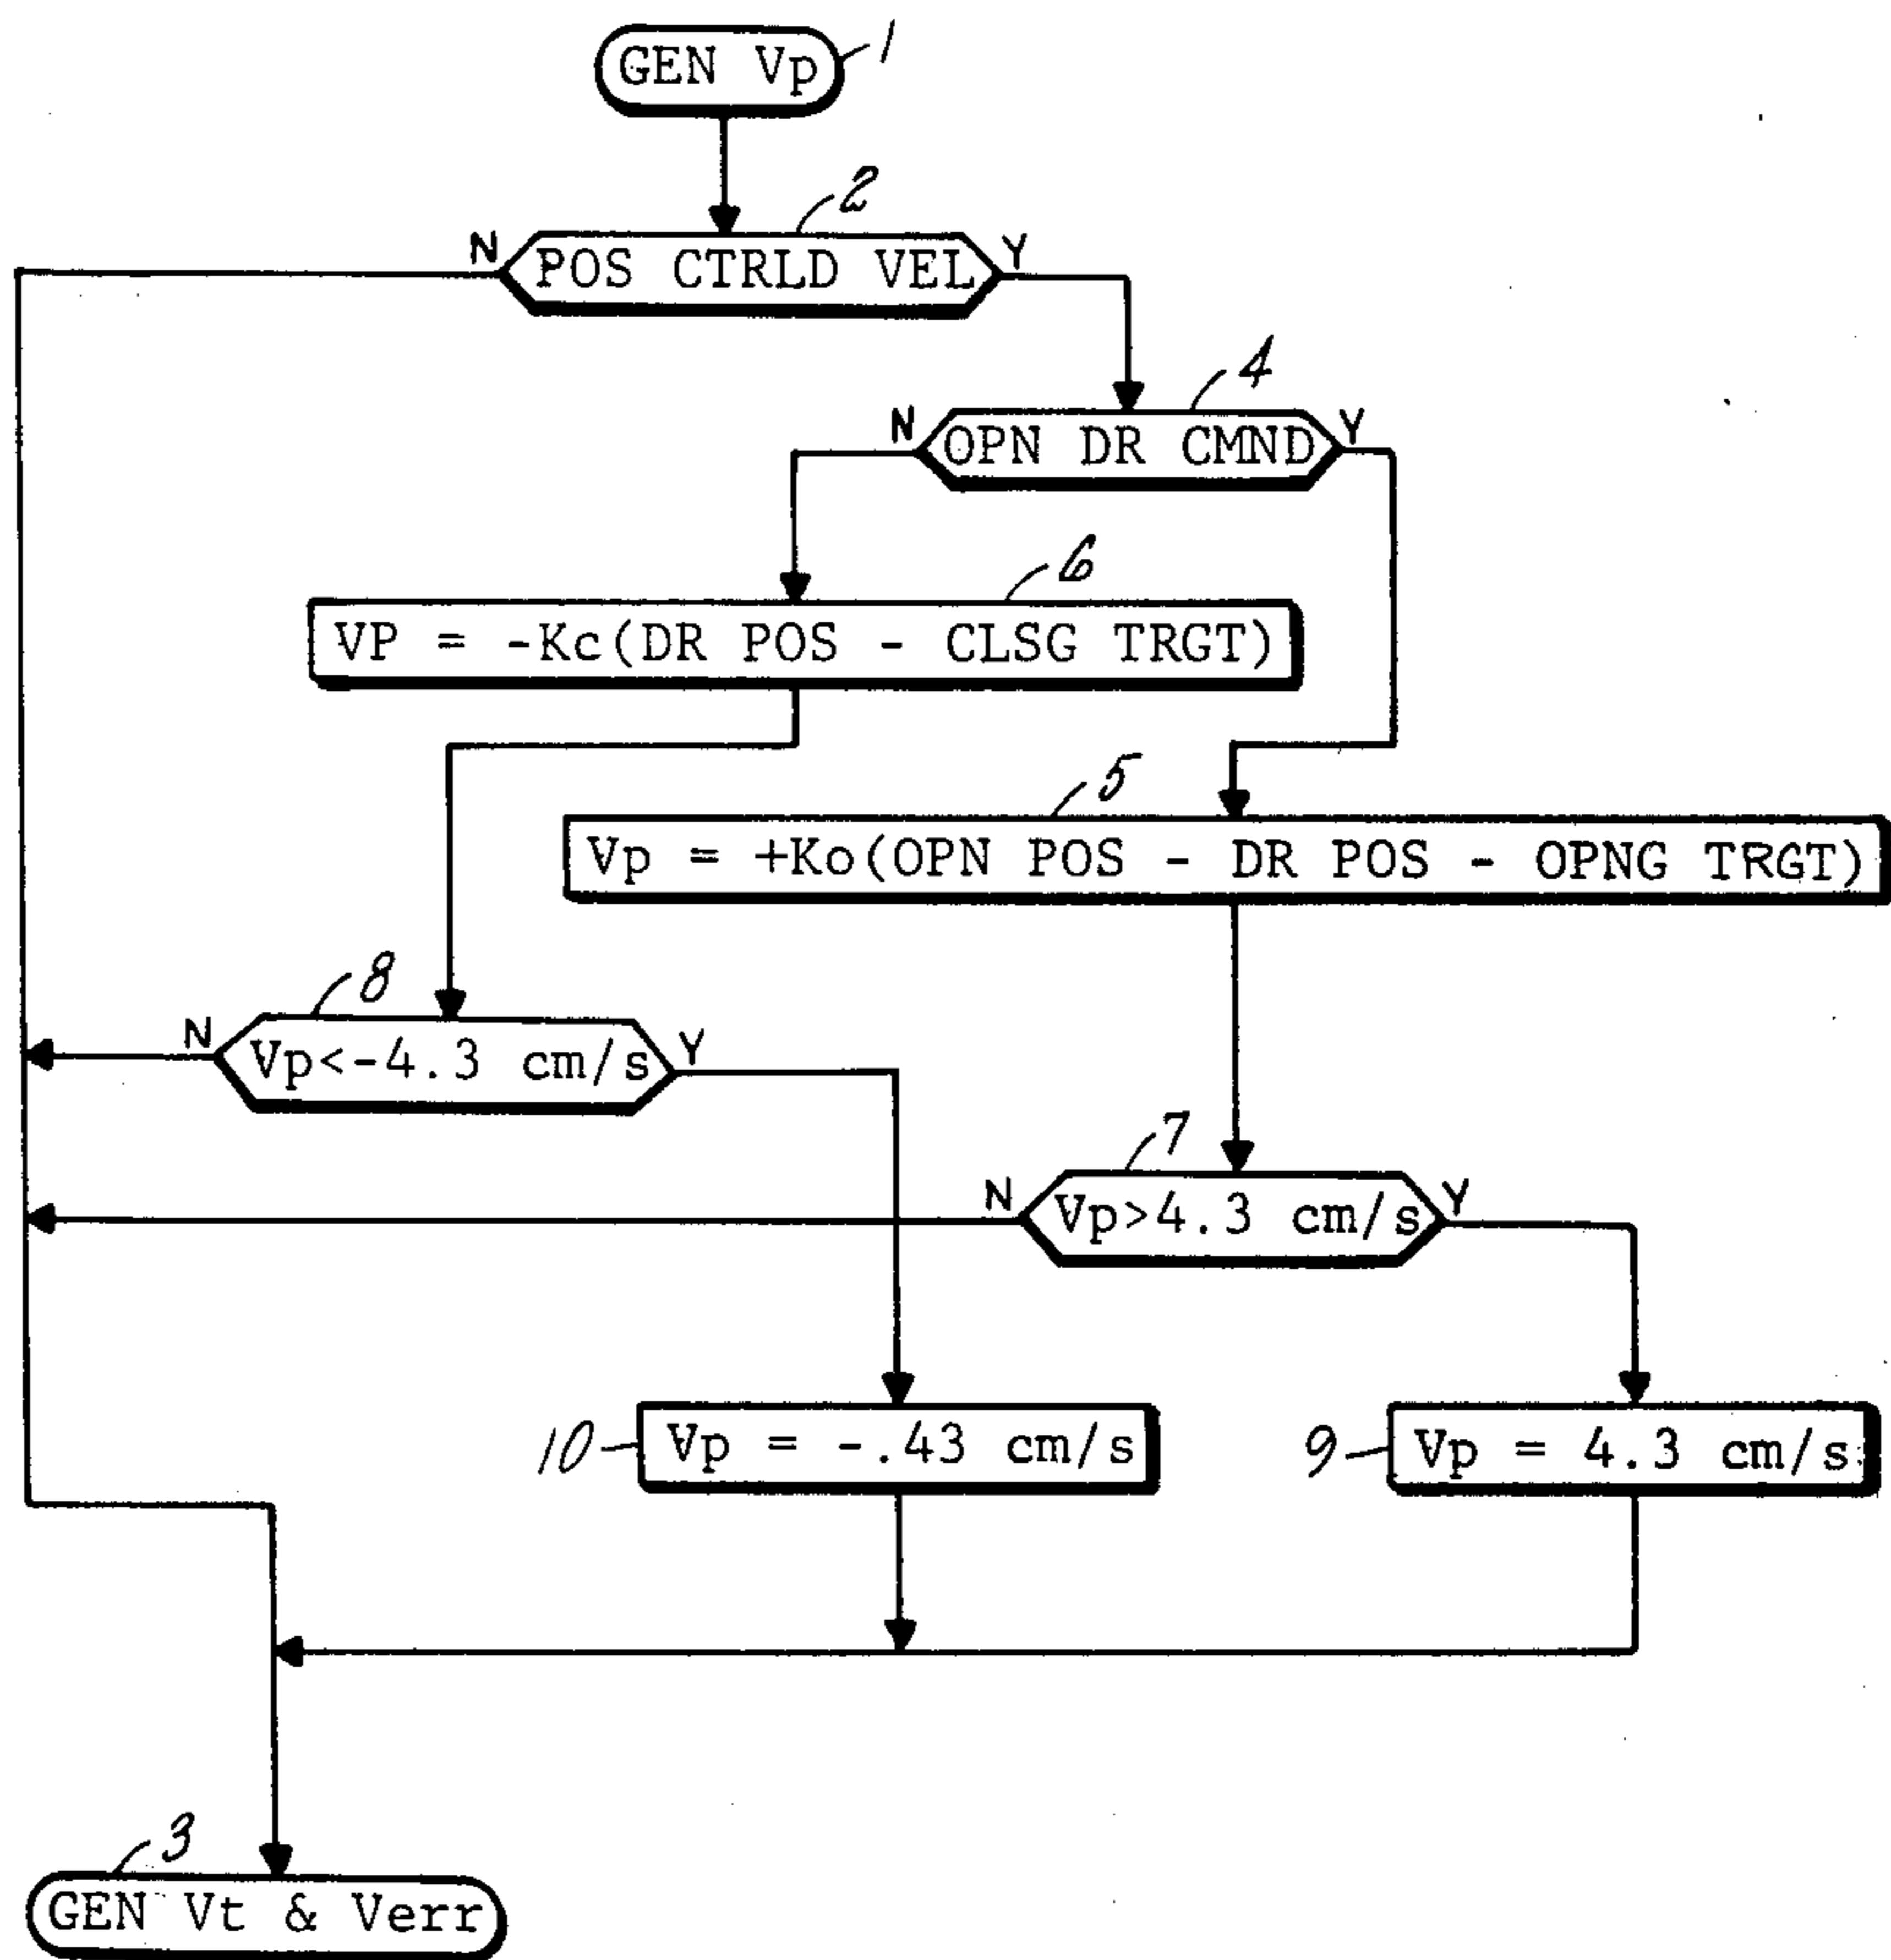 GEN Vp 1
2
N POS CTRLD VEL Y
4
N OPN DR CMND Y
6
VP = -Kc(DR POS - CLSG TRGT)
5
Vp = +Ko(OPN POS - DR POS - OPNG TRGT)
8
N Vp<-4.3 cm/s Y
7
N Vp>4.3 cm/s Y
10 Vp = -.43 cm/s
9 Vp = 4.3 cm/s
3
GEN Vt & Verr